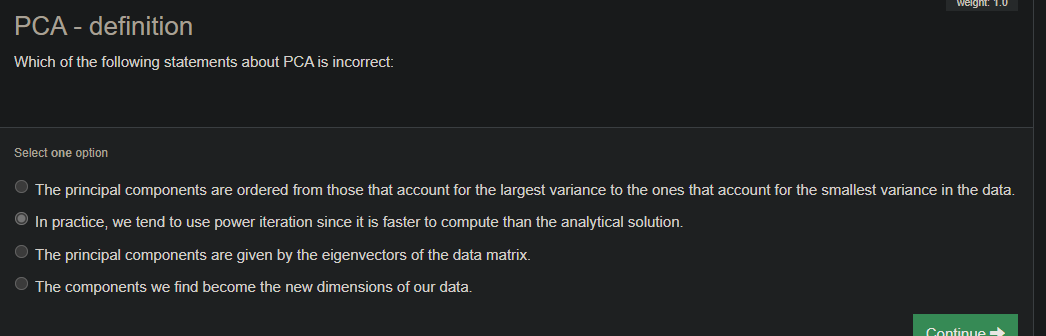 weight: 1.0
PCA - definition
Which of the following statements about PCA is incorrect:
Select one option
The principal components are ordered from those that account for the largest variance to the ones that account for the smallest variance in the data.
In practice, we tend to use power iteration since it is faster to compute than the analytical solution.
The principal components are given by the eigenvectors of the data matrix.
The components we find become the new dimensions of our data.
Continue